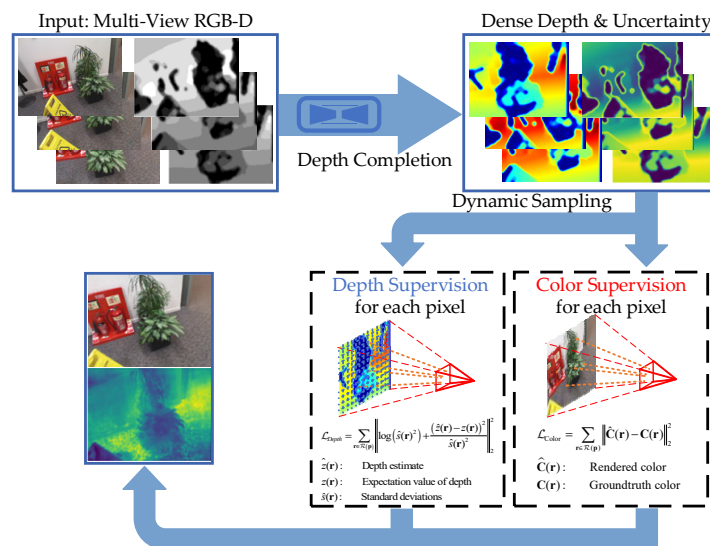 Input: Multi-View RGB-D
Dense Depth & Uncertainty
Depth Completion
Dynamic Sampling
Depth Supervision
for each pixel
ℒ_Depth = ∑_{r∈ℛ(p)} ‖log(ŝ(r)²) + (ẑ(r) − z(r))² / ŝ(r)²‖₂²
ẑ(r) : Depth estimate
z(r) : Expectation value of depth
ŝ(r) : Standard deviations
Color Supervision
for each pixel
ℒ_Color = ∑_{r∈ℛ(p)} ‖Ĉ(r) − C(r)‖₂²
Ĉ(r) : Rendered color
C(r) : Groundtruth color